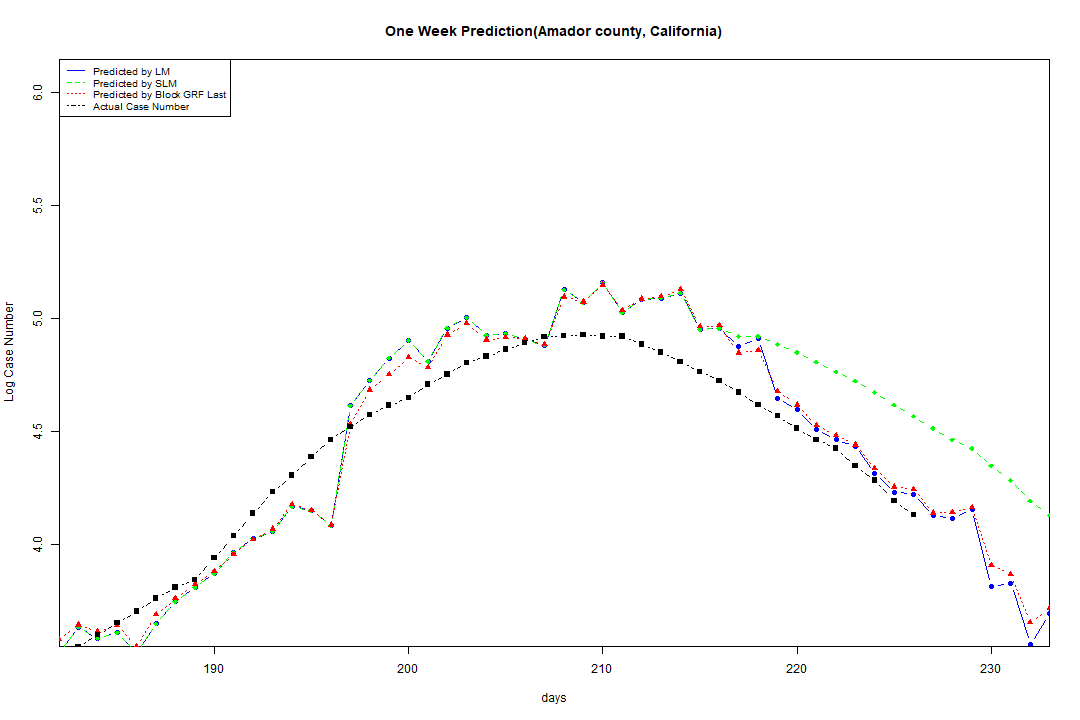 One Week Prediction(Amador county, California)
Predicted by LM
Predicted by SLM
Predicted by Block GRF Last
Actual Case Number
6.0
5.5
5.0
4.5
4.0
Log Case Number
190 200 210 220 230
days